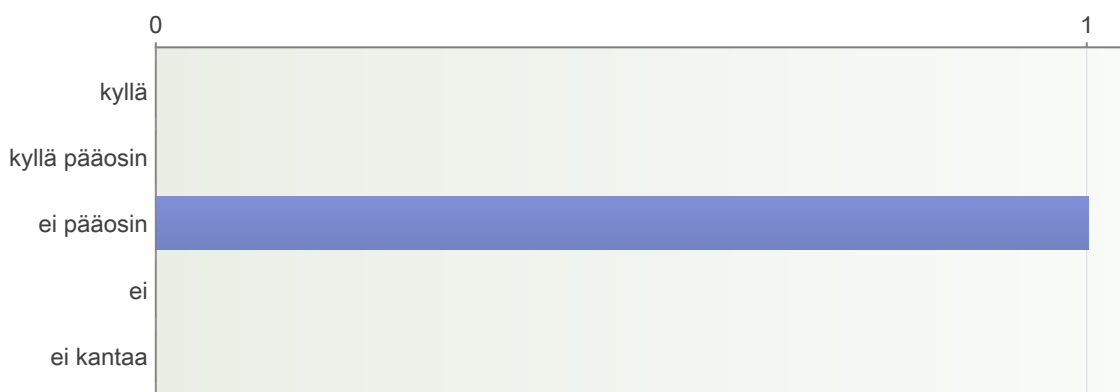 0 1
kyllä
kyllä pääosin
ei pääosin
ei
ei kantaa